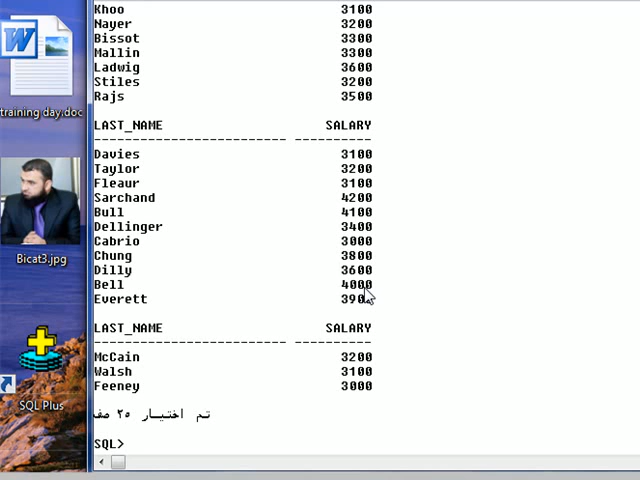 Khoo 3100
Nayer 3200
Bissot 3300
Mallin 3300
Ladwig 3600
Stiles 3200
Rajs 3500
LAST_NAME SALARY
------------------------- ----------
Davies 3100
Taylor 3200
Fleaur 3100
Sarchand 4200
Bull 4100
Dellinger 3400
Cabrio 3000
Chung 3800
Dilly 3600
Bell 4000
Everett
LAST_NAME SALARY
------------------------- ----------
McCain 3200
Walsh 3100
Feeney 3000
تم اختيار ٢٥
SQL>
training day.doc
Bicat3.jpg
SQL Plus